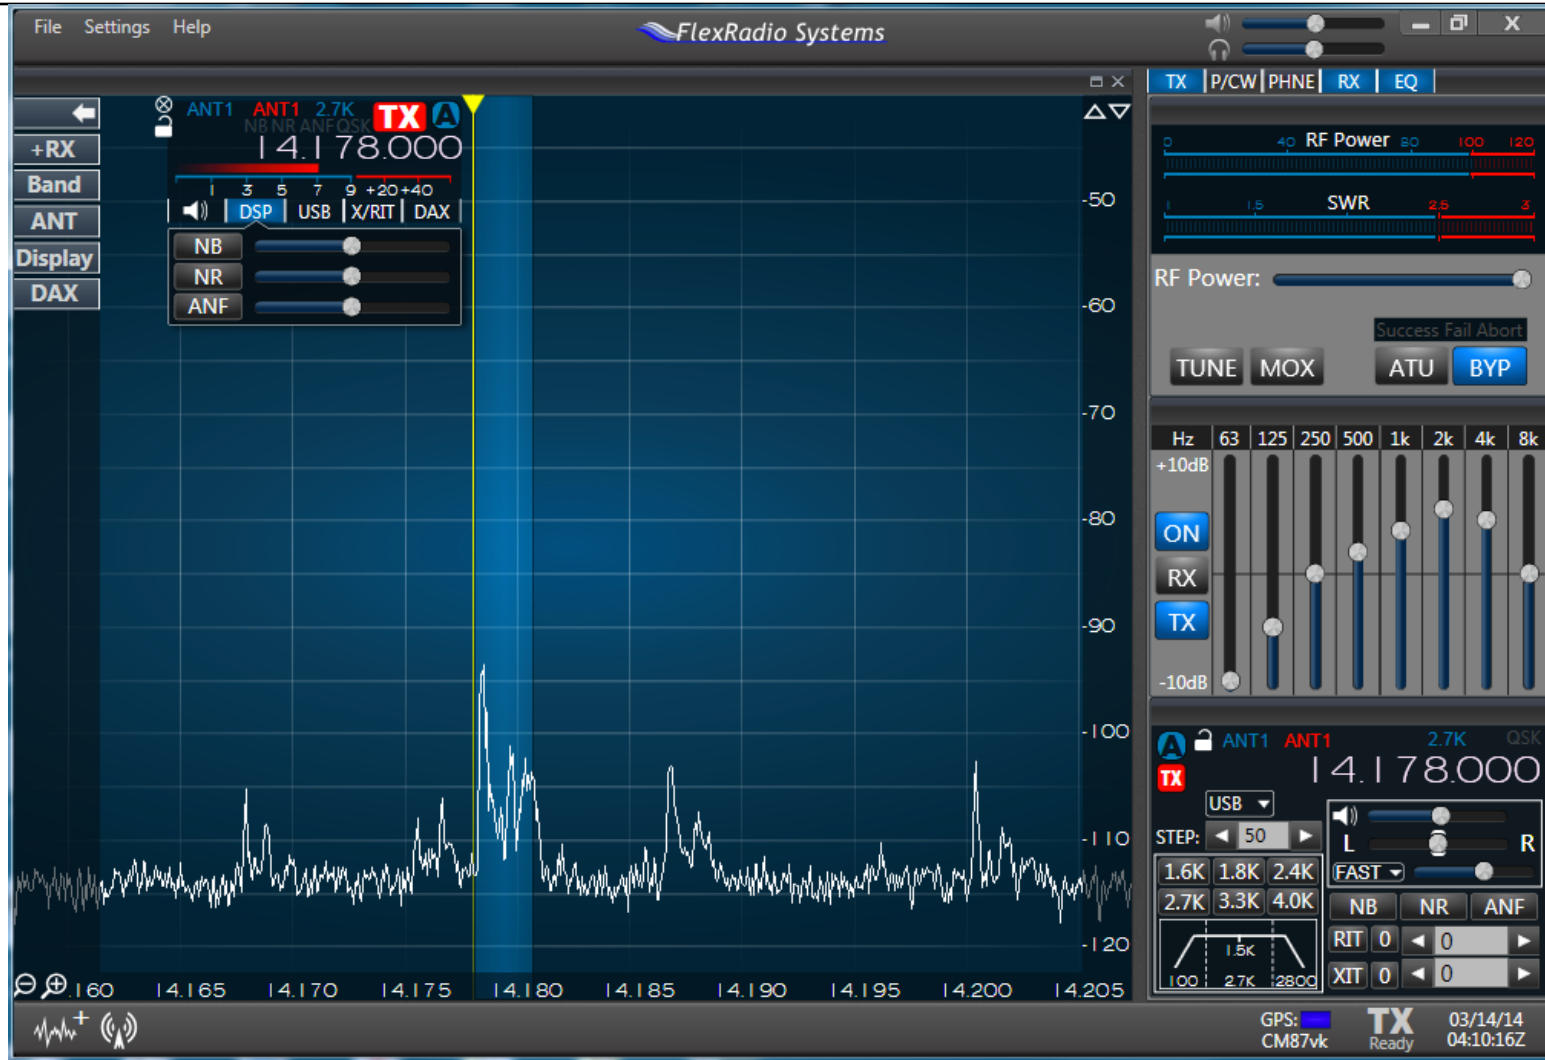 File Settings Help
FlexRadio Systems
X
TX P/CW PHNE RX EQ
ANT1 ANT1 2.7K TX A
NB NR ANF QSK
14.178.000
1 3 5 7 9 +20 +40
DSP USB X/RIT DAX
NB
NR
ANF
+RX
Band
ANT
Display
DAX
-50
-60
-70
-80
-90
-100
-110
-120
.160 14.165 14.170 14.175 14.180 14.185 14.190 14.195 14.200 14.205
0 40 RF Power 80 100 120
1 1.5 SWR 2.5 3
RF Power:
Success Fail Abort
TUNE MOX ATU BYP
Hz 63 125 250 500 1k 2k 4k 8k
+10dB
ON
RX
TX
-10dB
A ANT1 ANT1 2.7K QSK
TX 14.178.000
USB
STEP: 50
L R
FAST
1.6K 1.8K 2.4K
2.7K 3.3K 4.0K
NB NR ANF
RIT 0 0
XIT 0 0
1.5K
100 2.7K 2800
GPS:
CM87vk
TX
Ready
03/14/14
04:10:16Z